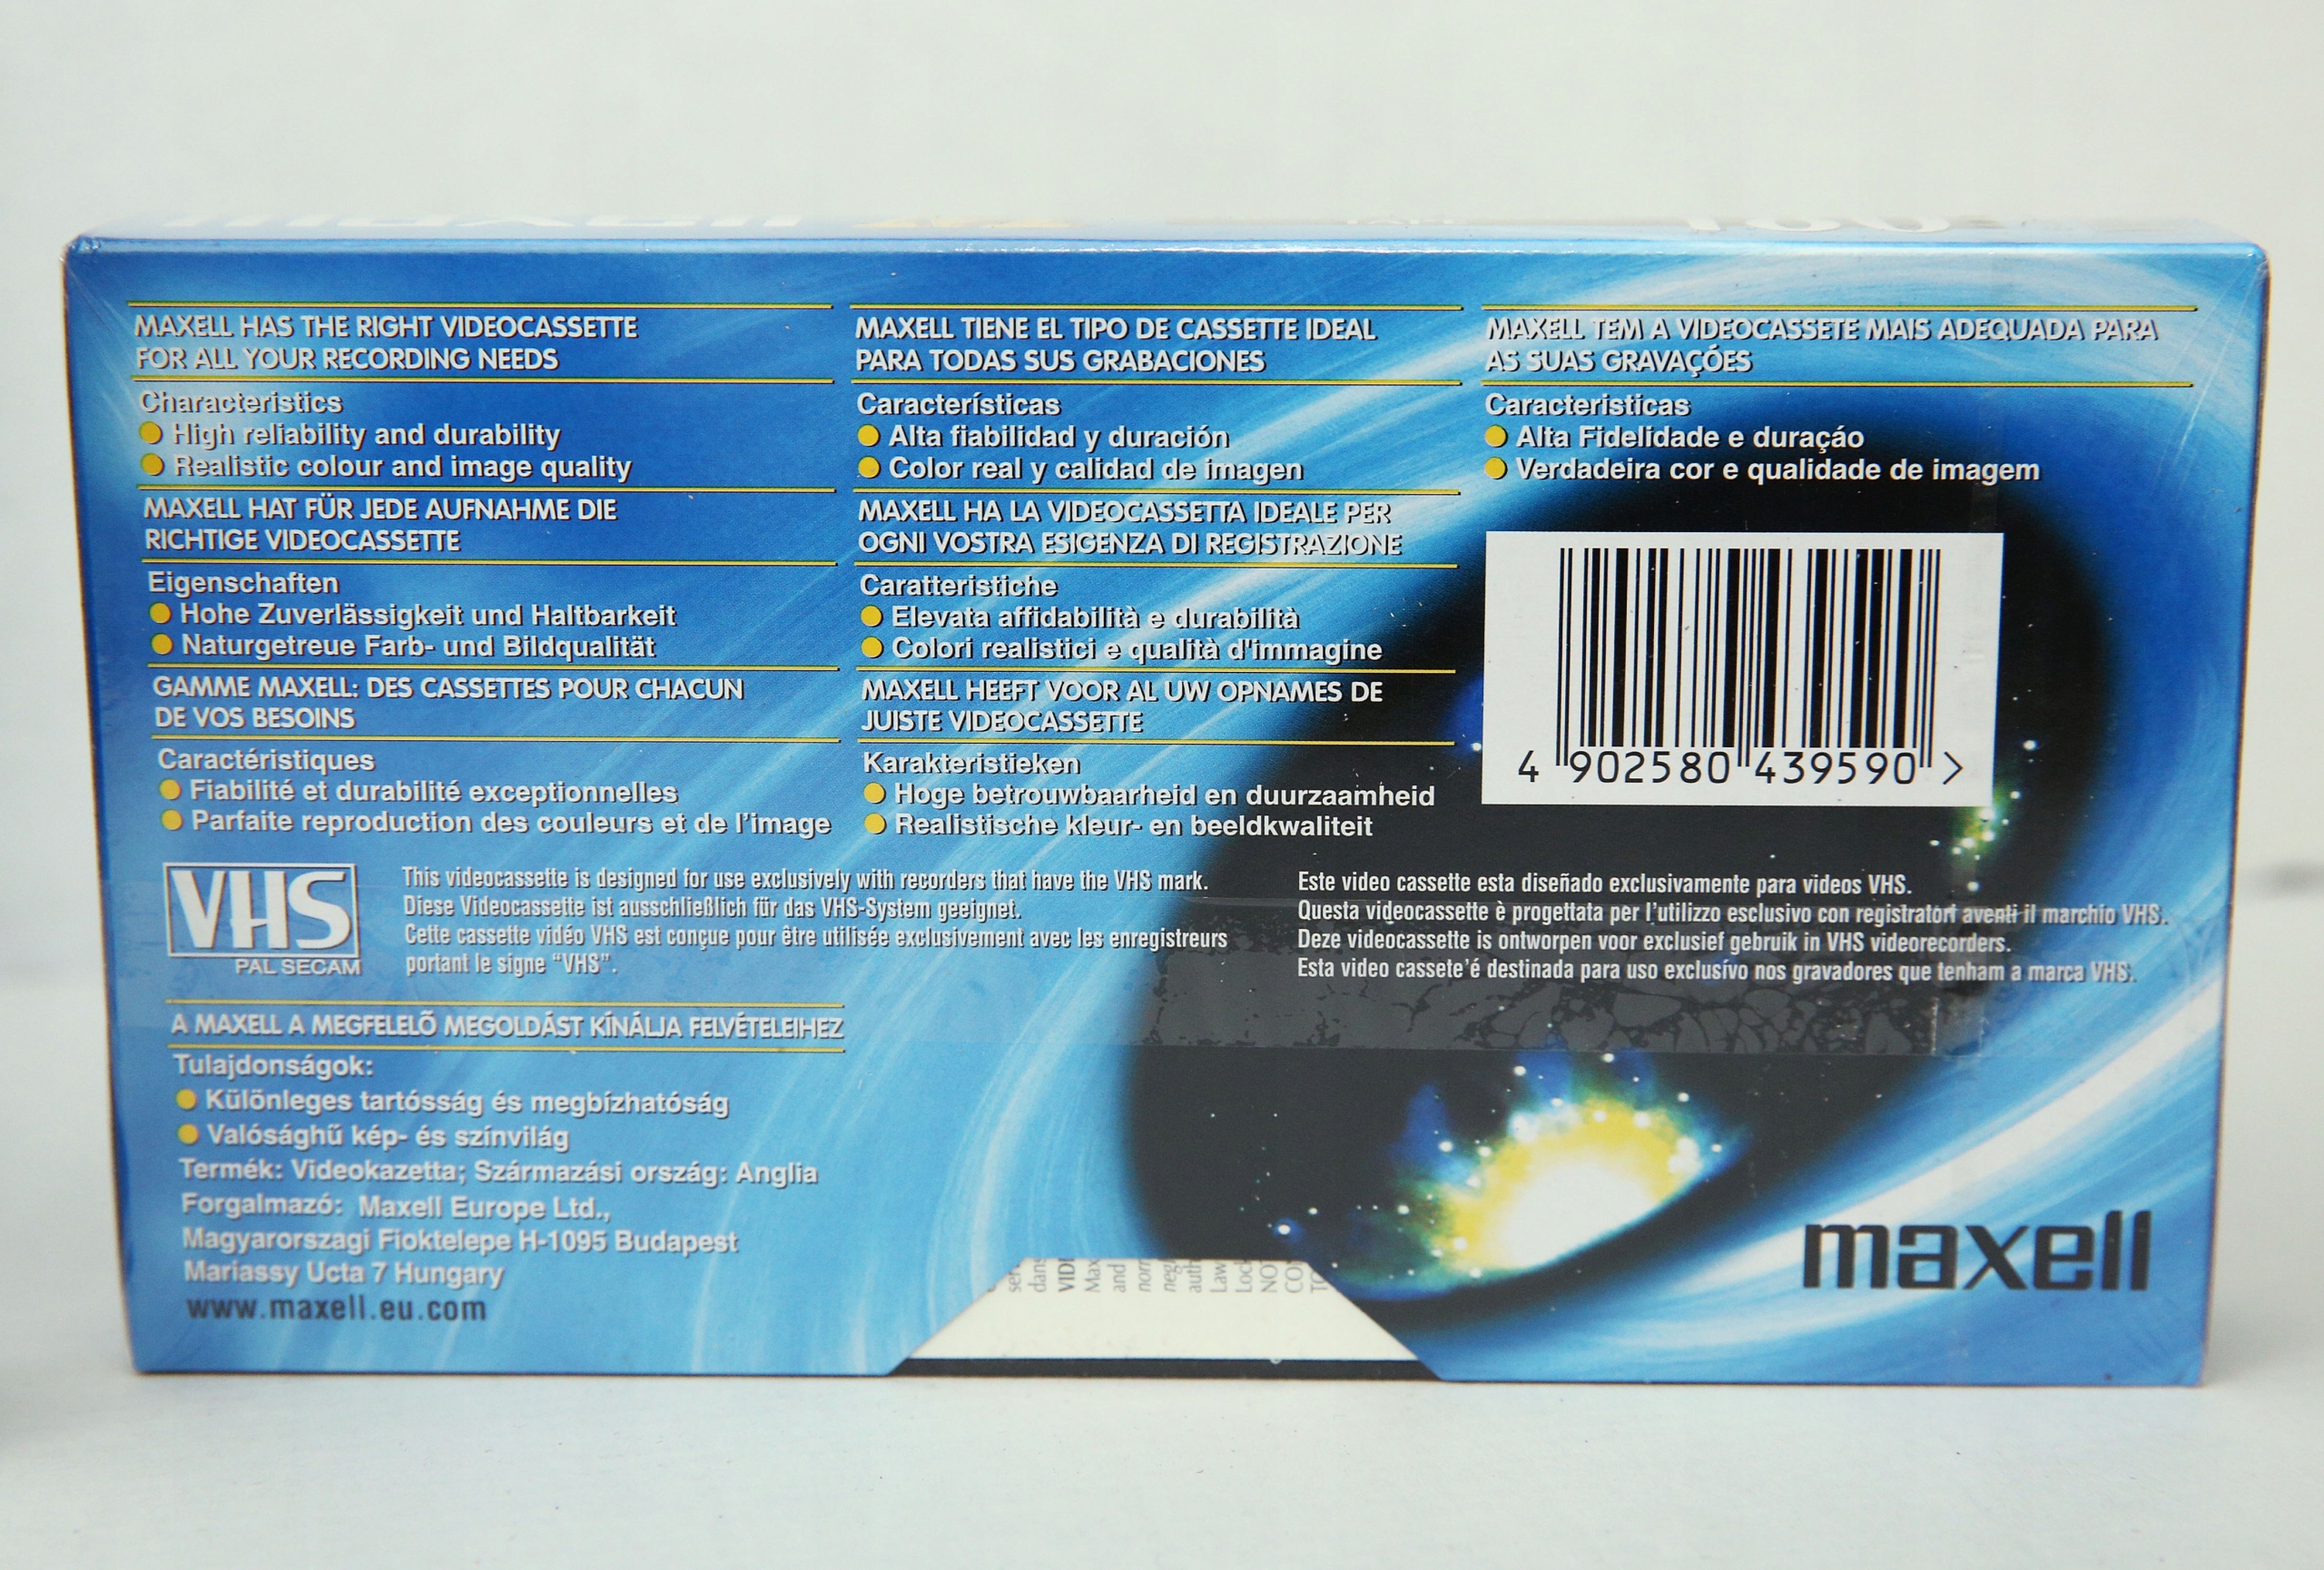 MAXELL HAS THE RIGHT VIDEOCASSETTE
FOR ALL YOUR RECORDING NEEDS
Characteristics
High reliability and durability
Realistic colour and image quality
MAXELL HAT FÜR JEDE AUFNAHME DIE
RICHTIGE VIDEOCASSETTE
Eigenschaften
Hohe Zuverlässigkeit und Haltbarkeit
Naturgetreue Farb- und Bildqualität
GAMME MAXELL: DES CASSETTES POUR CHACUN
DE VOS BESOINS
Caractéristiques
Fiabilité et durabilité exceptionnelles
Parfaite reproduction des couleurs et de l'image
MAXELL TIENE EL TIPO DE CASSETTE IDEAL
PARA TODAS SUS GRABACIONES
Características
Alta fiabilidad y duración
Color real y calidad de imagen
MAXELL HA LA VIDEOCASSETTA IDEALE PER
OGNI VOSTRA ESIGENZA DI REGISTRAZIONE
Caratteristiche
Elevata affidabilità e durabilità
Colori realistici e qualità d'immagine
MAXELL HEEFT VOOR AL UW OPNAMES DE
JUISTE VIDEOCASSETTE
Karakteristieken
Hoge betrouwbaarheid en duurzaamheid
Realistische kleur- en beeldkwaliteit
MAXELL TEM A VIDEOCASSETE MAIS ADEQUADA PARA
AS SUAS GRAVAÇÓES
Caracteristicas
Alta Fidelidade e duraçáo
Verdadeira cor e qualidade de imagem
4 902580 439590 >
VHS
PAL SECAM
This videocassette is designed for use exclusively with recorders that have the VHS mark.
Diese Videocassette ist ausschließlich für das VHS-System geeignet.
Cette cassette vidéo VHS est conçue pour être utilisée exclusivement avec les enregistreurs
portant le signe "VHS".
Este video cassette esta diseñado exclusivamente para videos VHS.
Questa videocassette è progettata per l'utilizzo esclusivo con registratori aventi il marchio VHS.
Deze videocassette is ontworpen voor exclusief gebruik in VHS videorecorders.
Esta video cassete'é destinada para uso exclusívo nos gravadores que tenham a marca VHS.
A MAXELL A MEGFELELÕ MEGOLDÁST KÍNÁLJA FELVÉTELEIHEZ
Tulajdonságok:
Különleges tartósság és megbízhatóság
Valósághű kép- és színvilág
Termék: Videokazetta; Származási ország: Anglia
Forgalmazó: Maxell Europe Ltd.,
Magyarorszagi Fioktelepe H-1095 Budapest
Mariassy Ucta 7 Hungary
www.maxell.eu.com
maxell